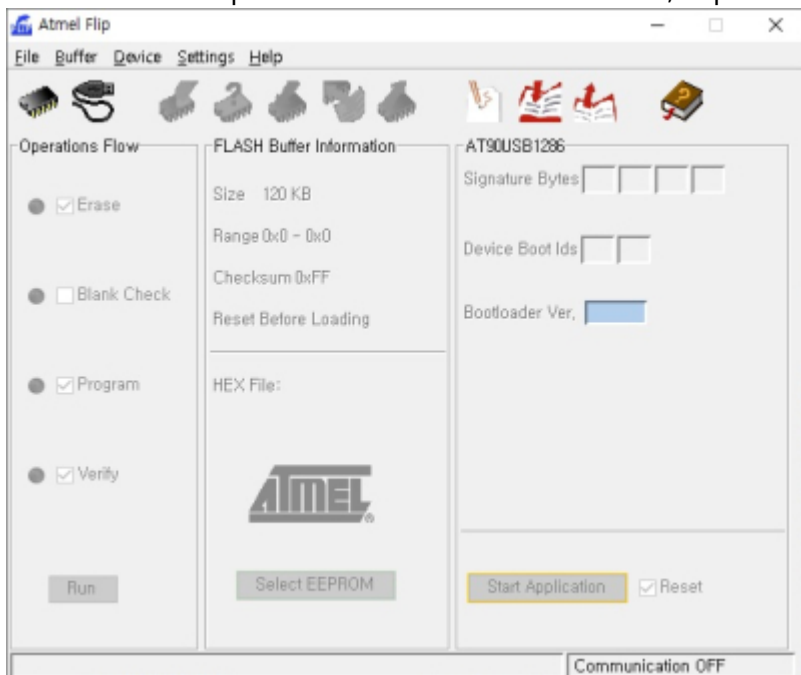 Atmel Flip
File Buffer Device Settings Help
Operations Flow
Erase
Blank Check
Program
Verify
Run
FLASH Buffer Information
Size 120 KB
Range 0x0 - 0x0
Checksum 0xFF
Reset Before Loading
HEX File:
ATMEL
Select EEPROM
AT90USB1286
Signature Bytes
Device Boot Ids
Bootloader Ver,
Start Application
Reset
Communication OFF